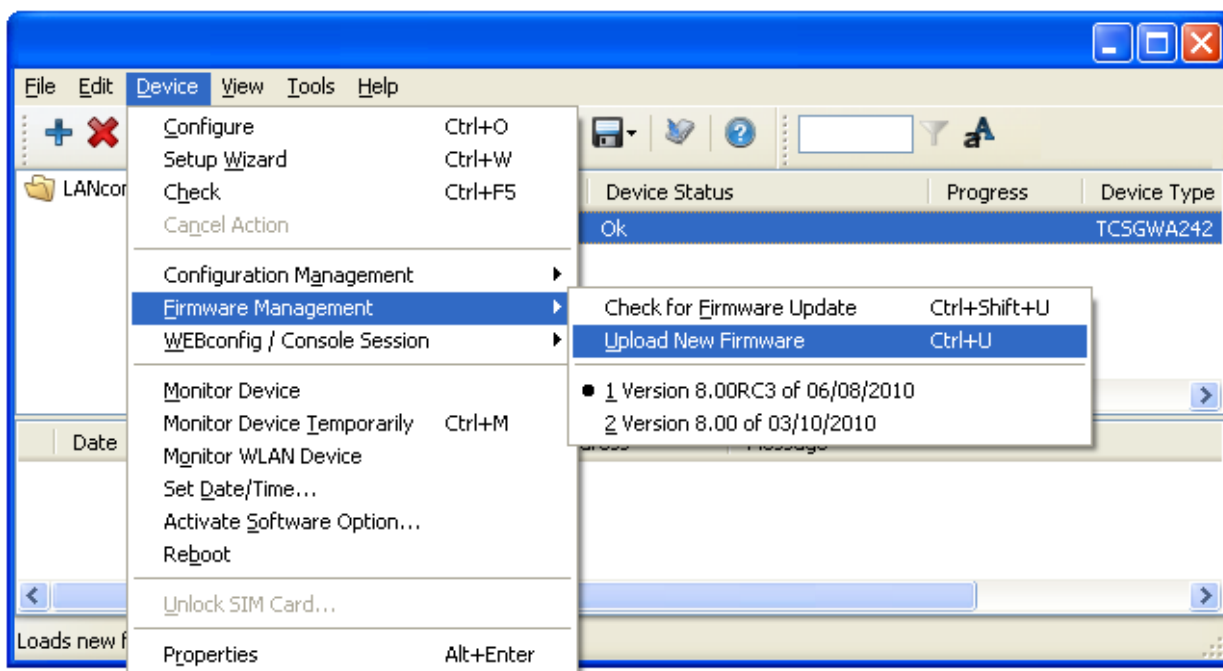 File Edit Device View Tools Help
Configure Ctrl+O
Setup Wizard Ctrl+W
Check Ctrl+F5
Cancel Action
Configuration Management
Firmware Management
WEBconfig / Console Session
Monitor Device
Monitor Device Temporarily Ctrl+M
Monitor WLAN Device
Set Date/Time...
Activate Software Option...
Reboot
Unlock SIM Card...
Properties Alt+Enter
LANcon
Device Status Progress Device Type
Ok TCSGWA242
Check for Firmware Update Ctrl+Shift+U
Upload New Firmware Ctrl+U
1 Version 8.00RC3 of 06/08/2010
2 Version 8.00 of 03/10/2010
Date
Loads new f